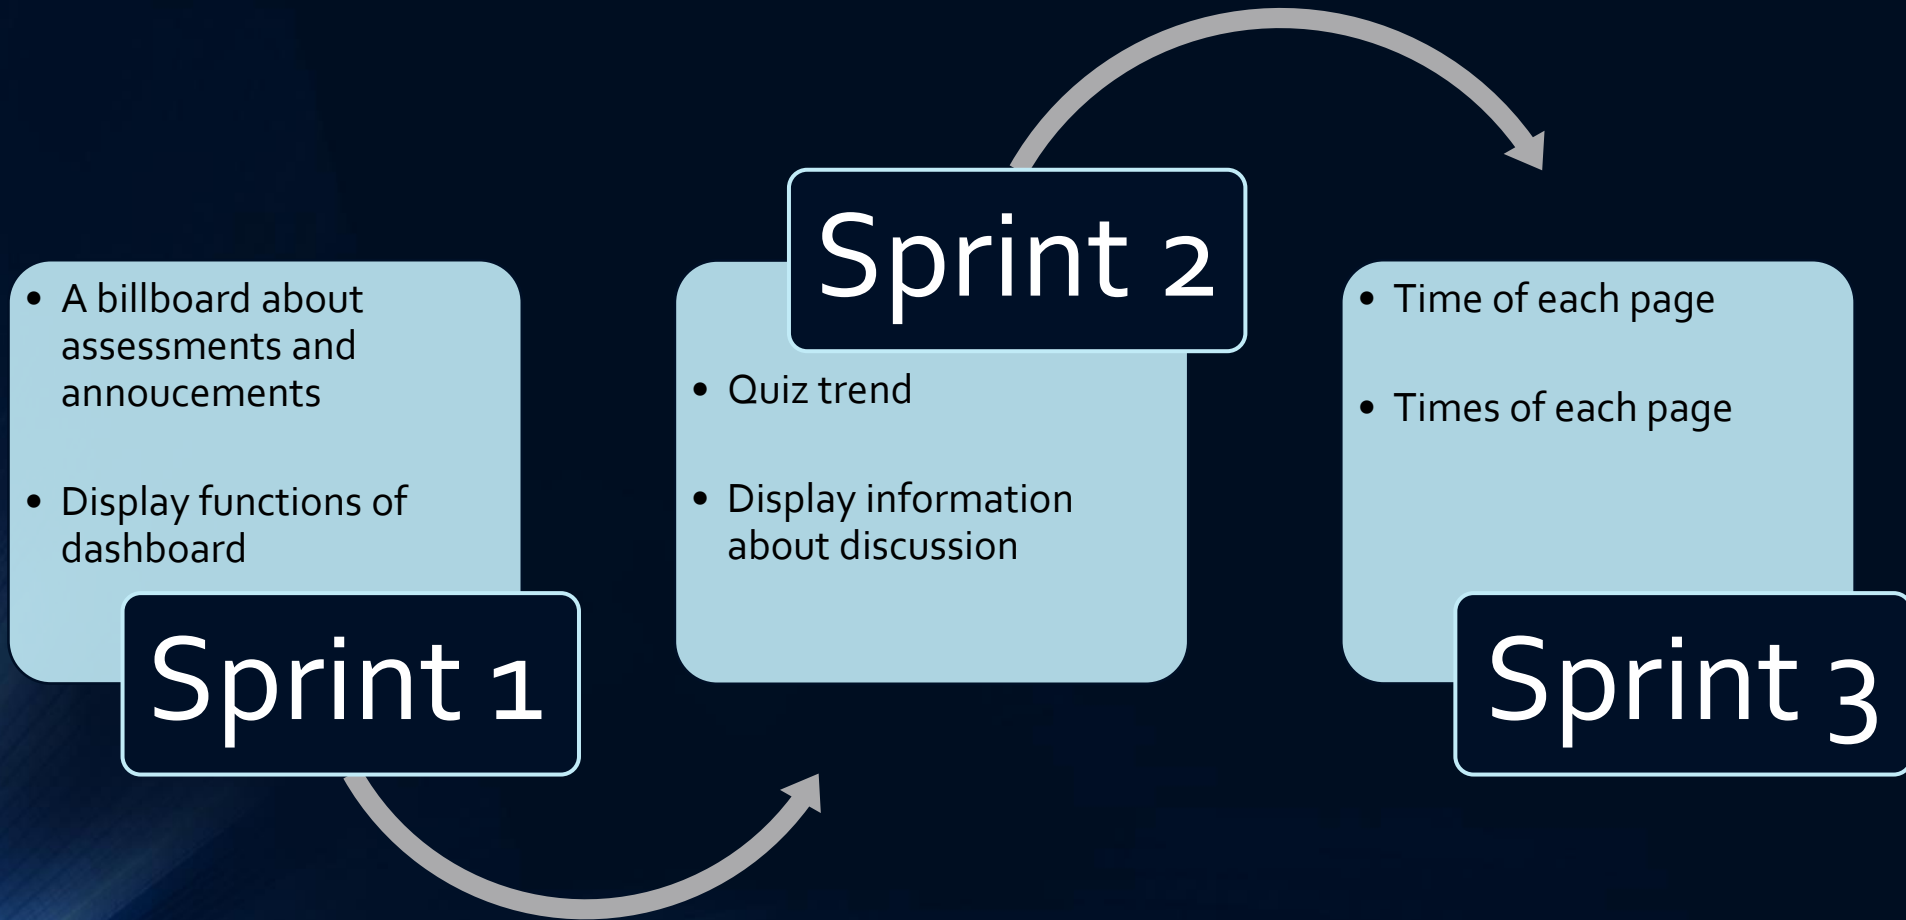 • A billboard about
assessments and
annoucements
• Display functions of
dashboard
Sprint 1
Sprint 2
• Quiz trend
• Display information
about discussion
• Time of each page
• Times of each page
Sprint 3